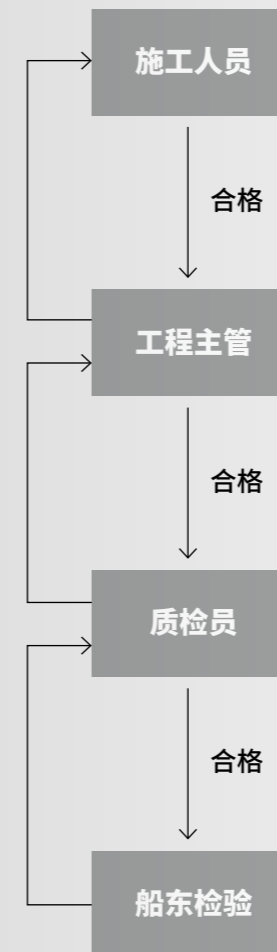 施工人员
合格
工程主管
合格
质检员
合格
船东检验